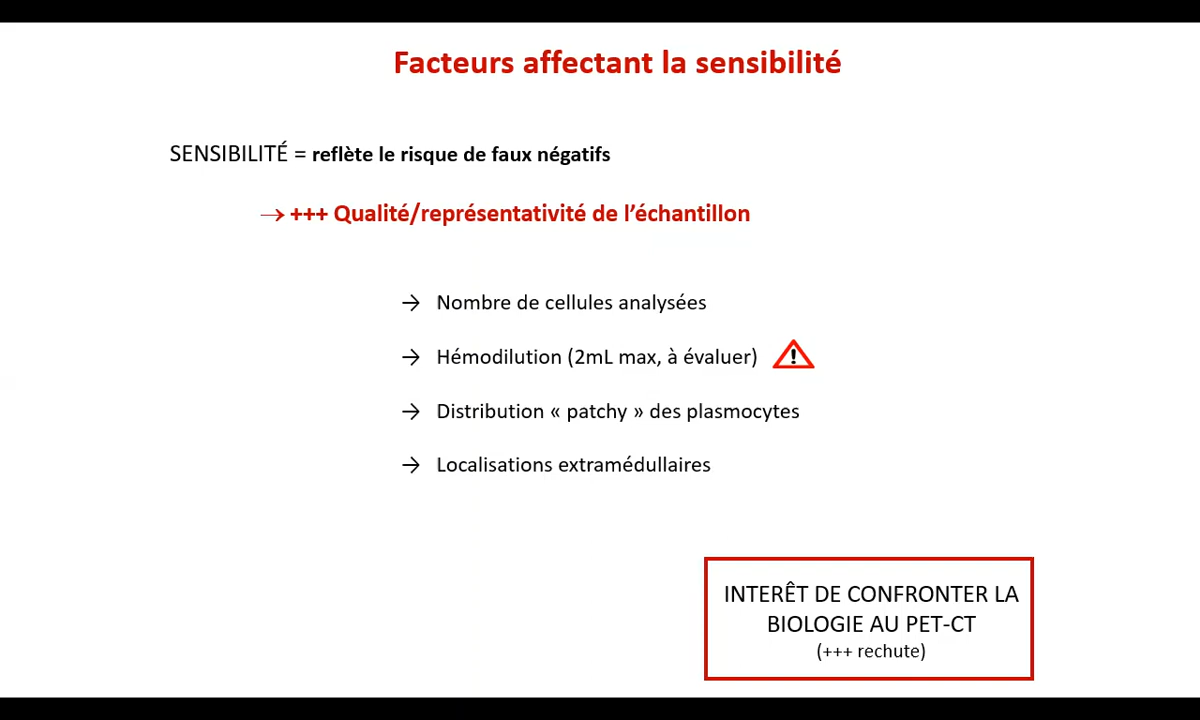 Facteurs affectant la sensibilité
SENSIBILITÉ = reflète le risque de faux négatifs
→ +++ Qualité/représentativité de l’échantillon
→ Nombre de cellules analysées
→ Hémodilution (2mL max, à évaluer) !
→ Distribution « patchy » des plasmocytes
→ Localisations extramédullaires
INTERÊT DE CONFRONTER LA
BIOLOGIE AU PET-CT
(+++ rechute)